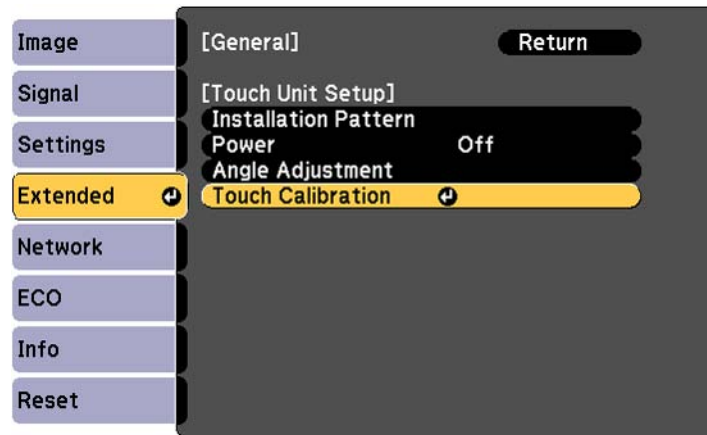 Image
Signal
Settings
Extended
Network
ECO
Info
Reset
[General] Return
[Touch Unit Setup]
Installation Pattern
Power Off
Angle Adjustment
Touch Calibration